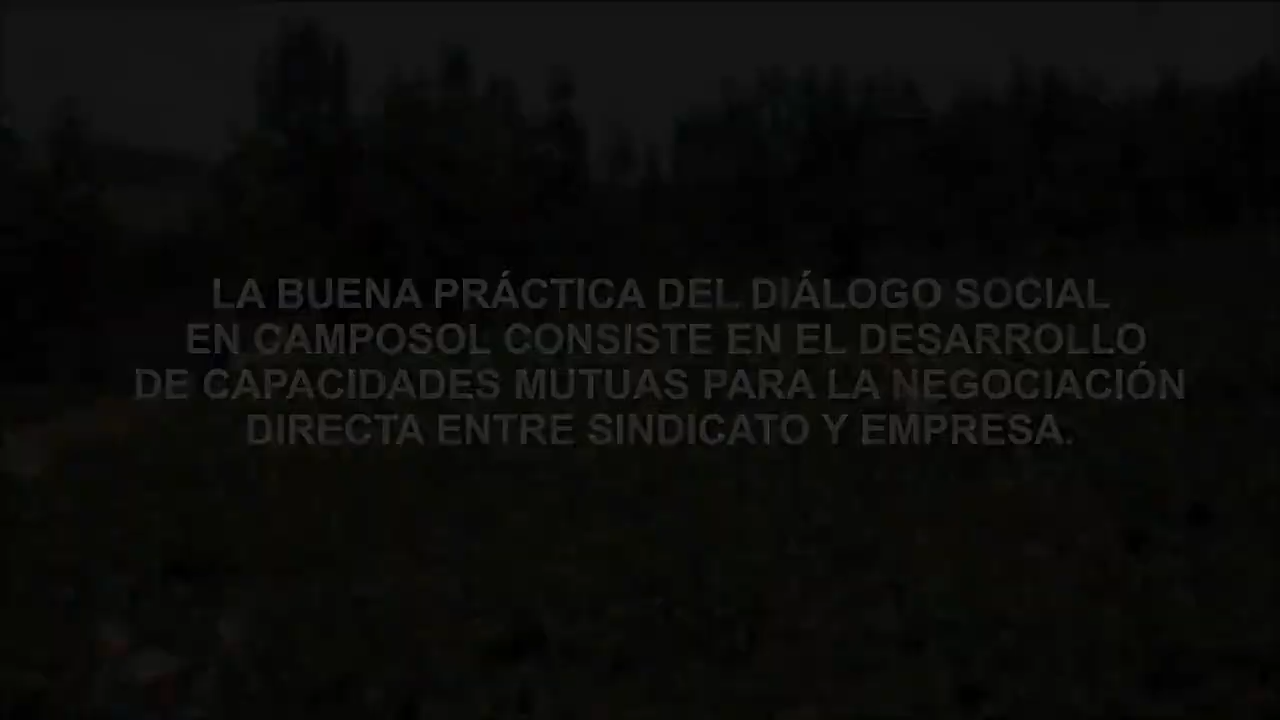 LA BUENA PRÁCTICA DEL DIÁLOGO SOCIAL
EN CAMPOSOL CONSISTE EN EL DESARROLLO
DE CAPACIDADES MUTUAS PARA LA NEGOCIACIÓN
DIRECTA ENTRE SINDICATO Y EMPRESA.